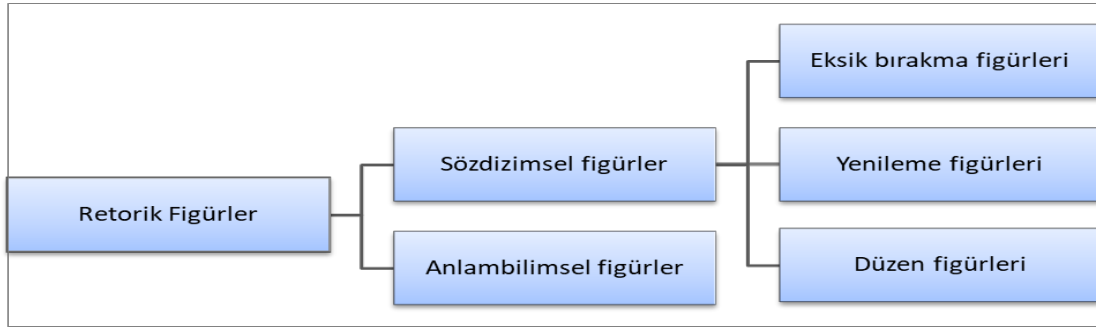 Retorik Figürler
Sözdizimsel figürler
Anlambilimsel figürler
Eksik bırakma figürleri
Yenileme figürleri
Düzen figürleri